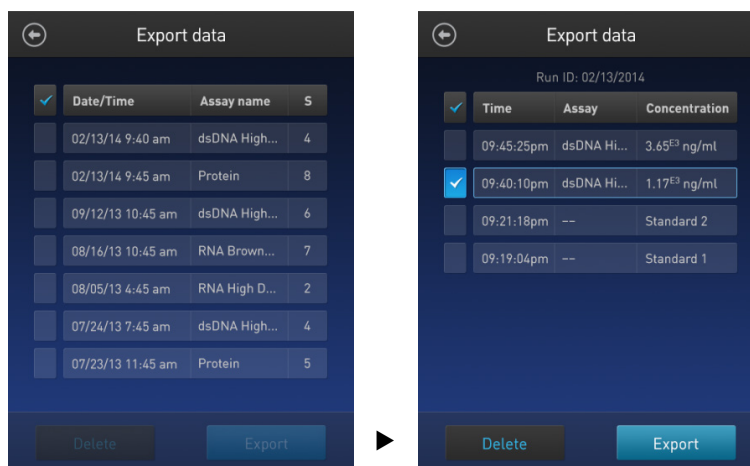 Export data
Date/Time Assay name S
02/13/14 9:40 am dsDNA High... 4
02/13/14 9:45 am Protein 8
09/12/13 10:45 am dsDNA High... 6
08/16/13 10:45 am RNA Brown... 7
08/05/13 4:45 am RNA High D... 2
07/24/13 7:45 am dsDNA High... 4
07/23/13 11:45 am Protein 5
Delete Export
Export data
Run ID: 02/13/2014
Time Assay Concentration
09:45:25pm dsDNA Hi... 3.65E3 ng/ml
09:40:10pm dsDNA Hi... 1.17E3 ng/ml
09:21:18pm -- Standard 2
09:19:04pm -- Standard 1
Delete Export